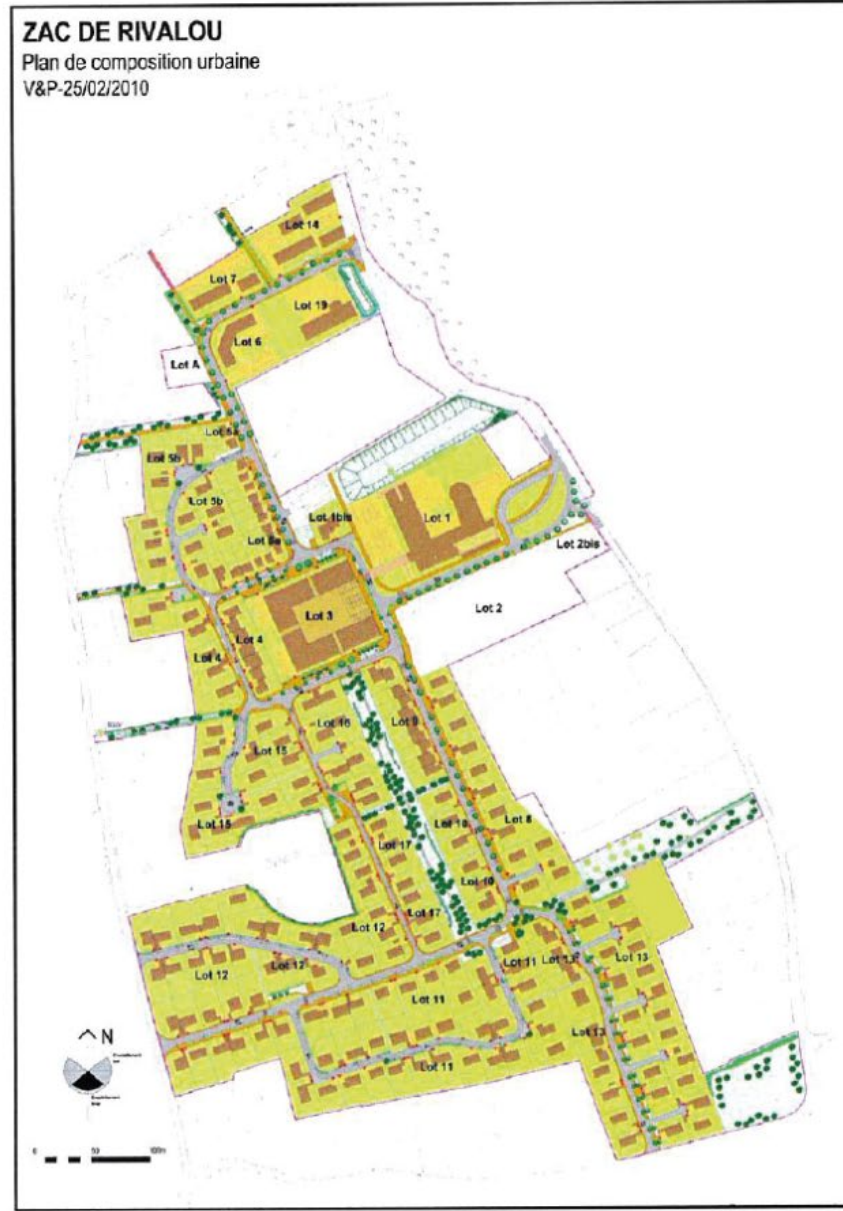 ZAC DE RIVALOU
Plan de composition urbaine
V&P-25/02/2010
Lot 14
Lot 7
Lot 19
Lot 6
Lot A
Lot 5b
Lot 5b
Lot 1bis
Lot 1
Lot 2bis
Lot 2
Lot 3
Lot 4
Lot 4
Lot 16
Lot 9
Lot 15
Lot 15
Lot 8
Lot 10
Lot 17
Lot 10
Lot 17
Lot 12
Lot 12
Lot 12
Lot 11
Lot 13
Lot 13
Lot 11
Lot 13
Lot 11
N
0 50 100m